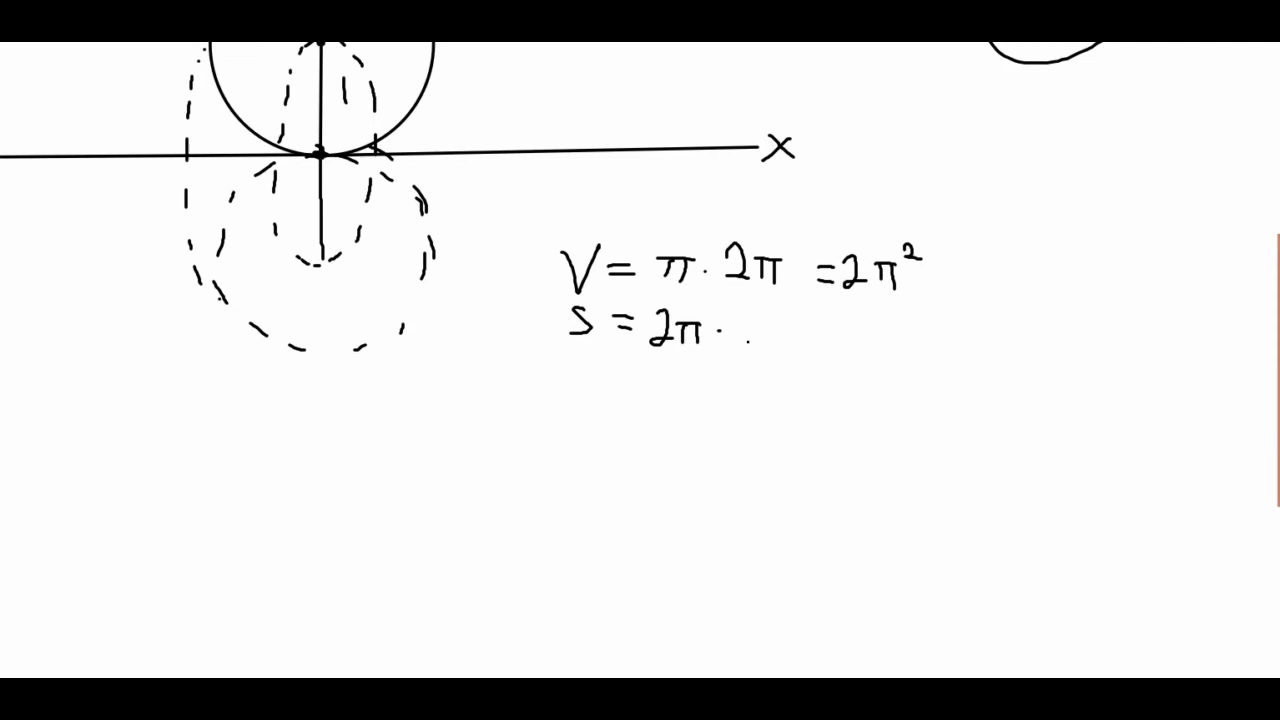 X
V = π · 2π = 2π²
S = 2π ·